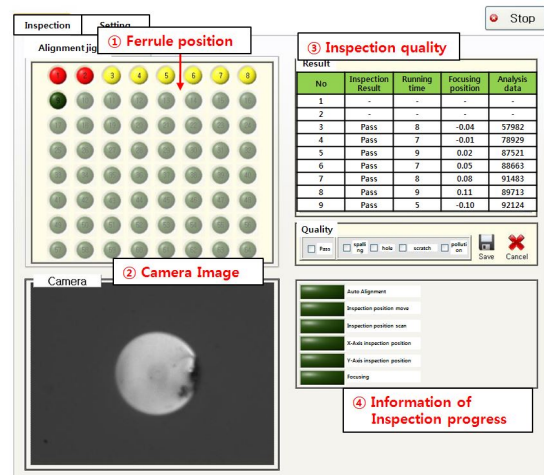 Inspection
Setting
Stop
① Ferrule position
Alignment jig
1 2 3 4 5 6 7 8
③ Inspection quality
Result
No Inspection Result Running time Focusing position Analysis data
1 - - - -
2 - - - -
3 Pass 8 -0.04 57982
4 Pass 7 -0.01 78929
5 Pass 9 0.02 87521
6 Pass 7 0.05 88663
7 Pass 8 0.08 91483
8 Pass 9 0.11 89713
9 Pass 5 -0.10 92124
Quality
Pass spalling hole scratch pollution Save Cancel
② Camera Image
Camera
Auto Alignment
Inspection position move
Inspection position scan
X-Axis inspection position
Y-Axis inspection position
Focusing
④ Information of
Inspection progress